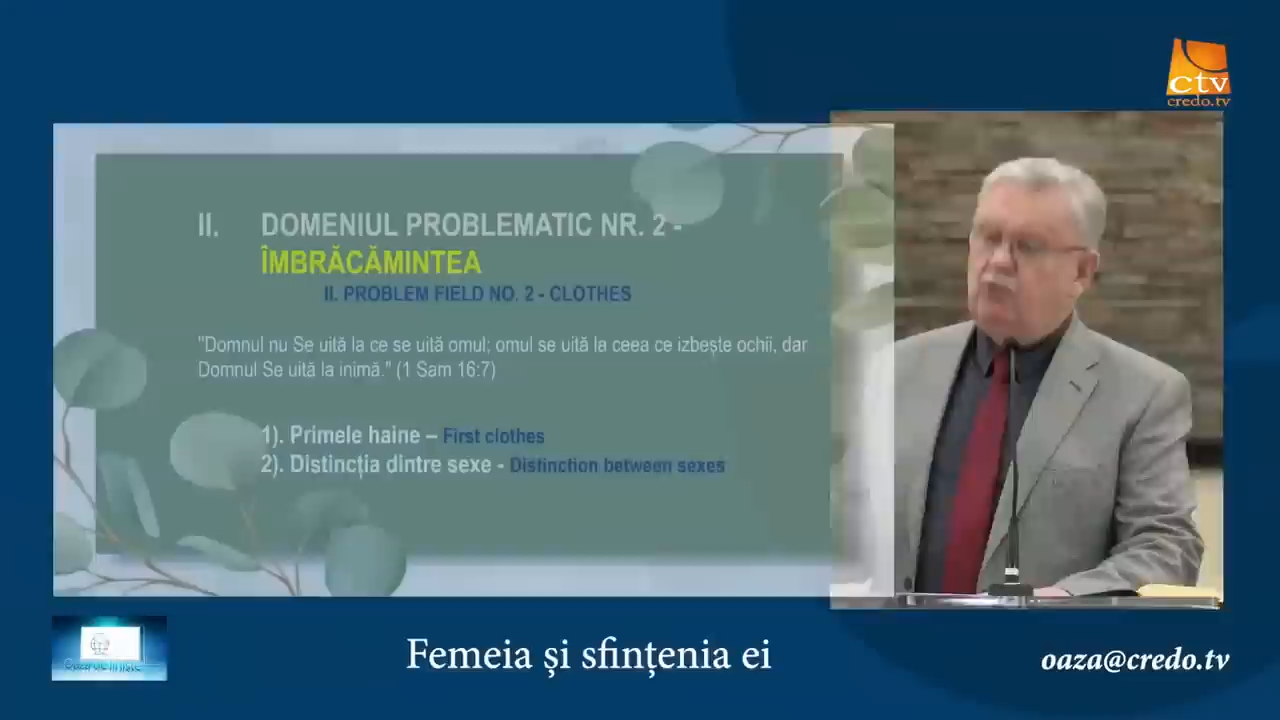 ctv
credo.tv
II. DOMENIUL PROBLEMATIC NR. 2 -
ÎMBRĂCĂMINTEA
II. PROBLEM FIELD NO. 2 - CLOTHES
"Domnul nu Se uită la ce se uită omul; omul se uită la ceea ce izbește ochii, dar
Domnul Se uită la inimă." (1 Sam 16:7)
1). Primele haine – First clothes
2). Distincția dintre sexe - Distinction between sexes
Femeia și sfințenia ei
oaza@credo.tv